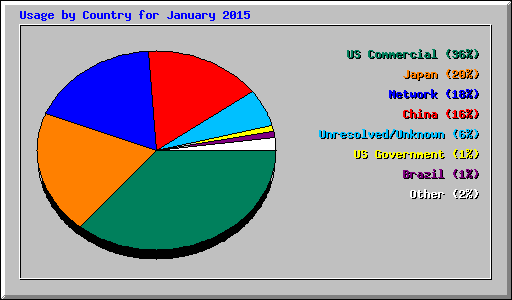 Usage by Country for January 2015
US Commercial (36%)
Japan (20%)
Network (18%)
China (16%)
Unresolved/Unknown (6%)
US Government (1%)
Brazil (1%)
Other (2%)